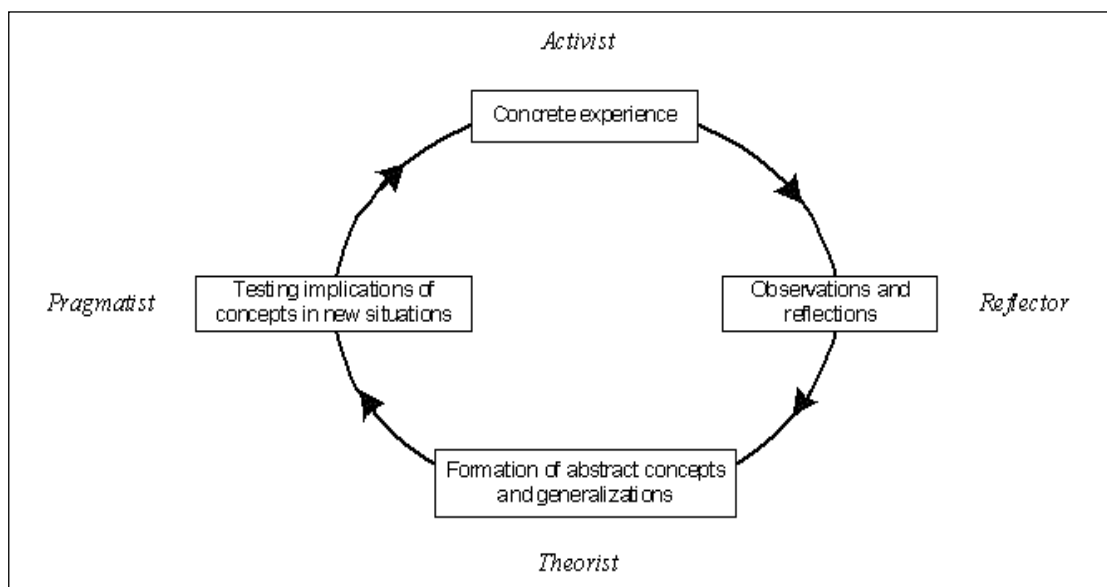 Activist
Concrete experience
Pragmatist
Testing implications of
concepts in new situations
Observations and
reflections
Reflector
Formation of abstract concepts
and generalizations
Theorist